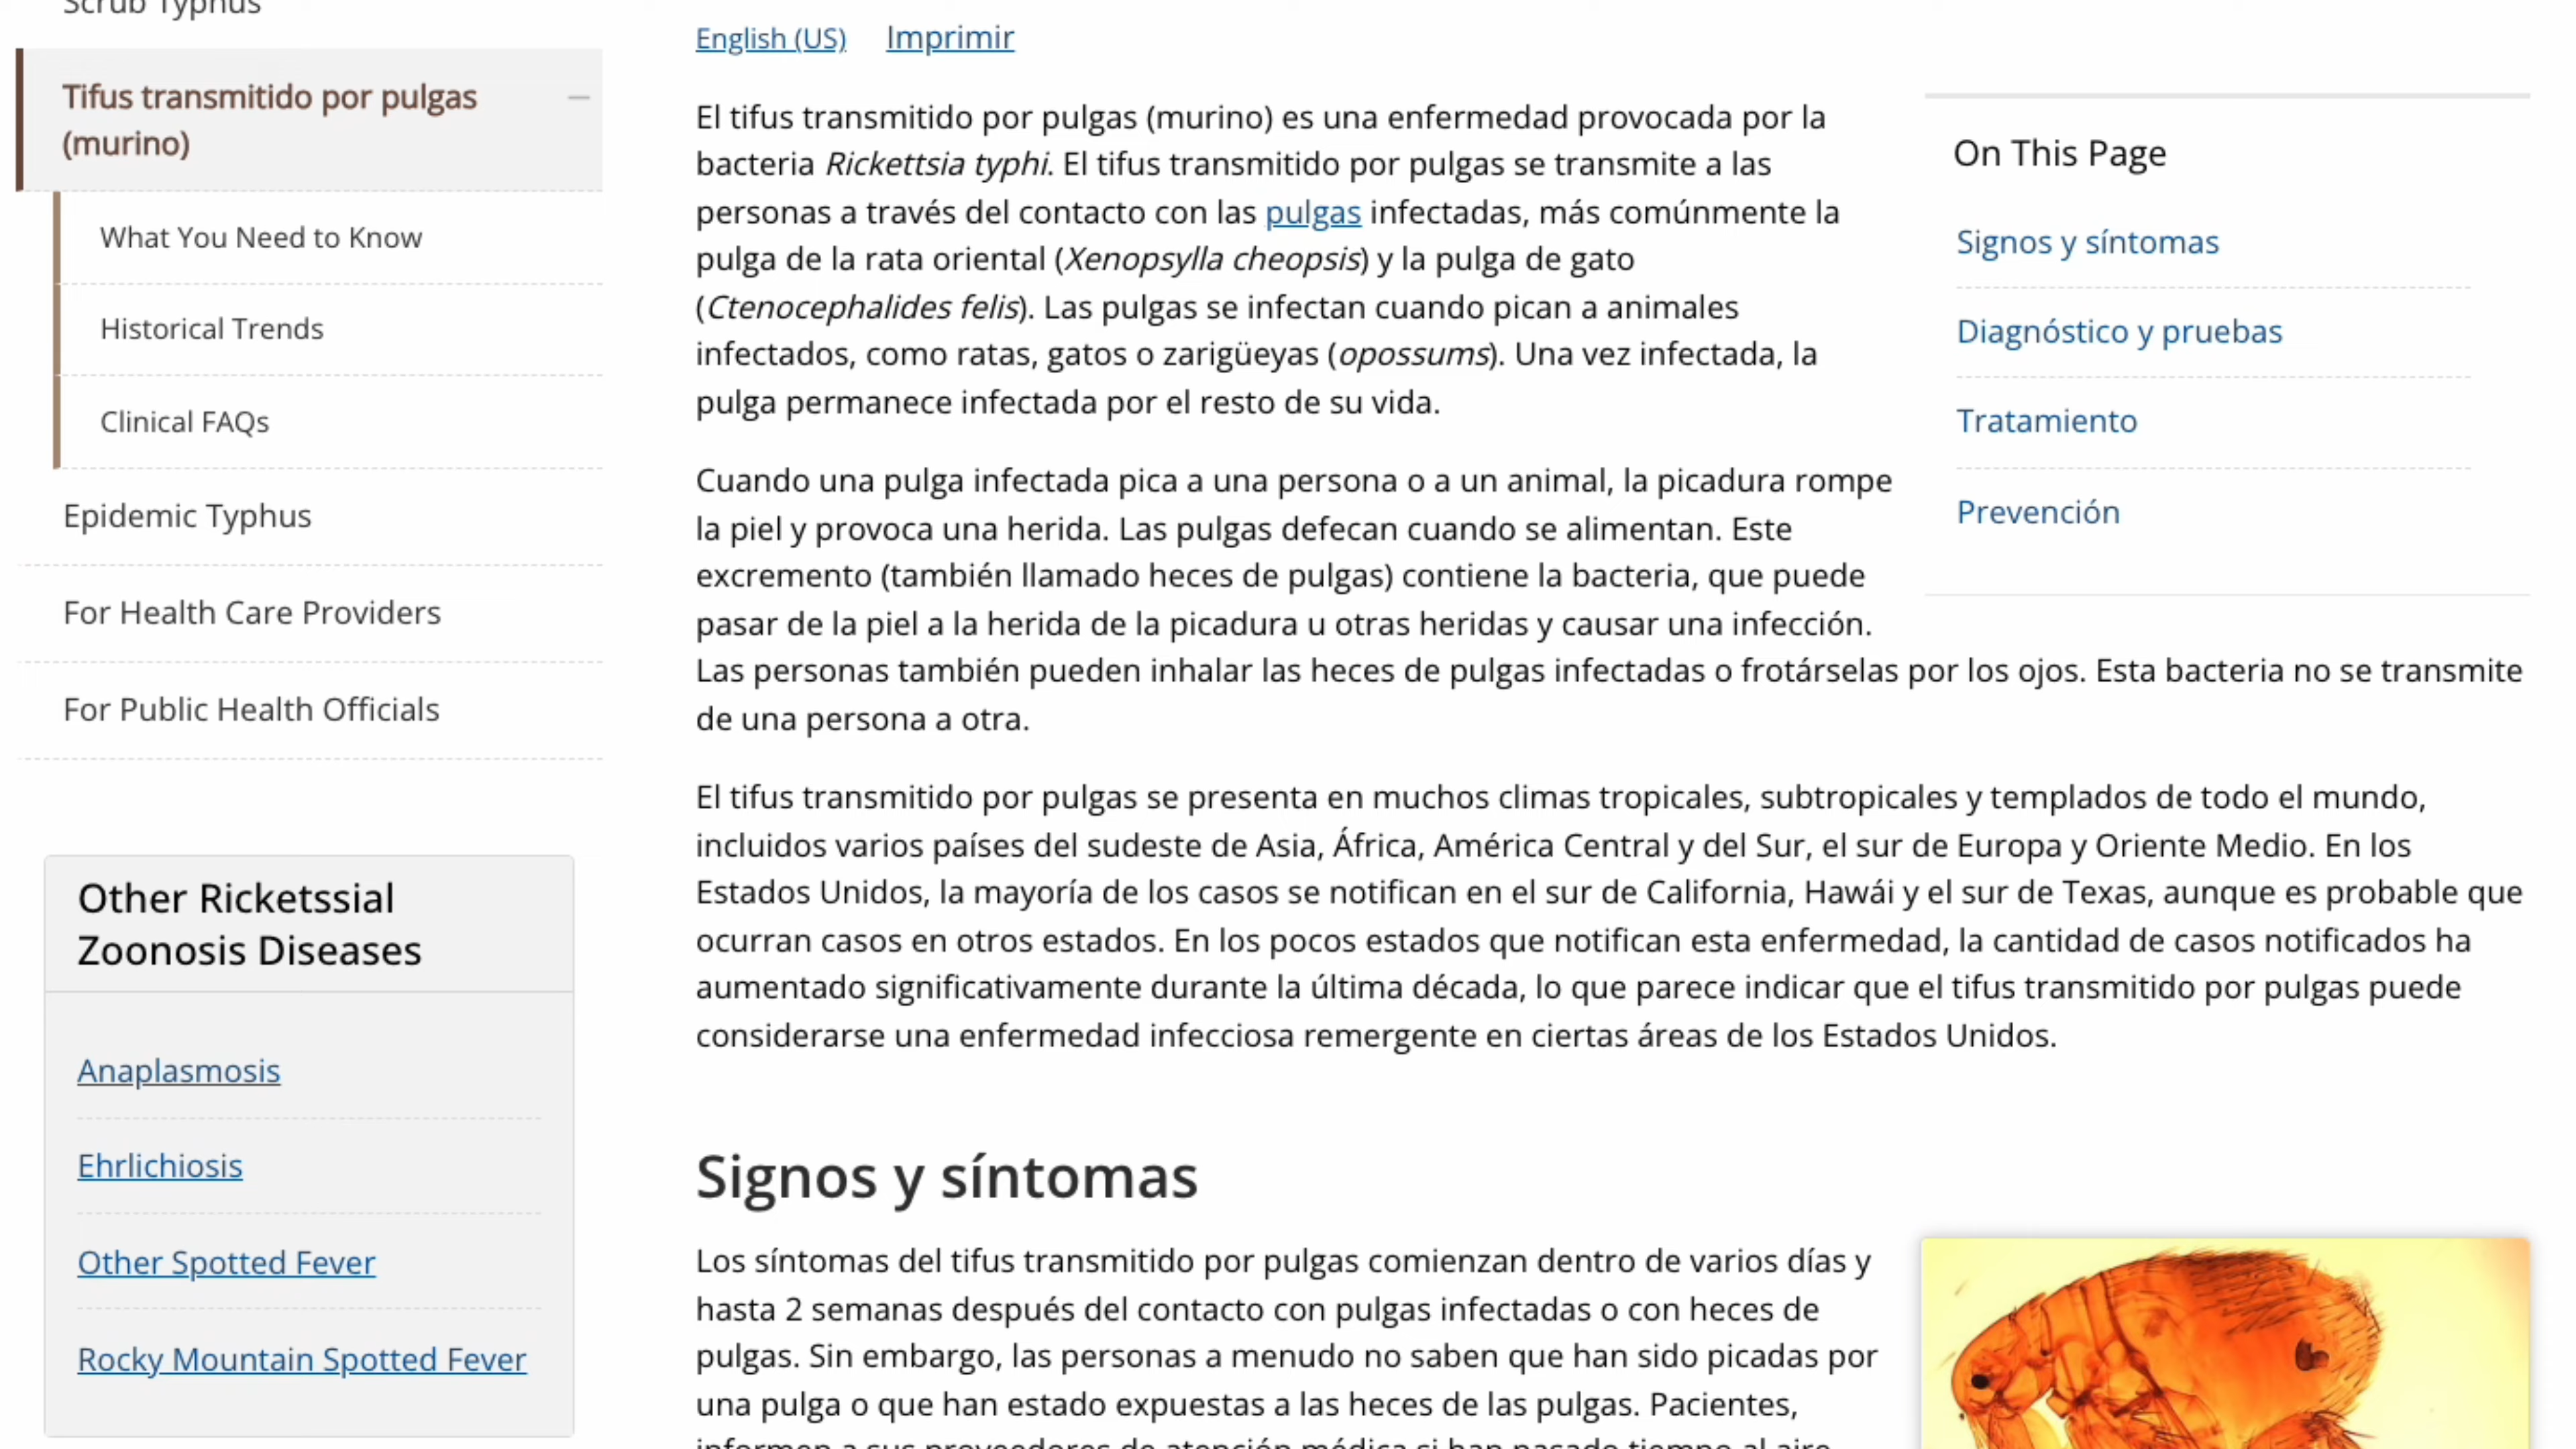 Scrub Typhus
Tifus transmitido por pulgas
(murino)
What You Need to Know
Historical Trends
Clinical FAQs
Epidemic Typhus
For Health Care Providers
For Public Health Officials
Other Ricketssial
Zoonosis Diseases
Anaplasmosis
Ehrlichiosis
Other Spotted Fever
Rocky Mountain Spotted Fever
English (US) Imprimir
El tifus transmitido por pulgas (murino) es una enfermedad provocada por la
bacteria Rickettsia typhi. El tifus transmitido por pulgas se transmite a las
personas a través del contacto con las pulgas infectadas, más comúnmente la
pulga de la rata oriental (Xenopsylla cheopsis) y la pulga de gato
(Ctenocephalides felis). Las pulgas se infectan cuando pican a animales
infectados, como ratas, gatos o zarigüeyas (opossums). Una vez infectada, la
pulga permanece infectada por el resto de su vida.
Cuando una pulga infectada pica a una persona o a un animal, la picadura rompe
la piel y provoca una herida. Las pulgas defecan cuando se alimentan. Este
excremento (también llamado heces de pulgas) contiene la bacteria, que puede
pasar de la piel a la herida de la picadura u otras heridas y causar una infección.
Las personas también pueden inhalar las heces de pulgas infectadas o frotárselas por los ojos. Esta bacteria no se transmite
de una persona a otra.
El tifus transmitido por pulgas se presenta en muchos climas tropicales, subtropicales y templados de todo el mundo,
incluidos varios países del sudeste de Asia, África, América Central y del Sur, el sur de Europa y Oriente Medio. En los
Estados Unidos, la mayoría de los casos se notifican en el sur de California, Hawái y el sur de Texas, aunque es probable que
ocurran casos en otros estados. En los pocos estados que notifican esta enfermedad, la cantidad de casos notificados ha
aumentado significativamente durante la última década, lo que parece indicar que el tifus transmitido por pulgas puede
considerarse una enfermedad infecciosa remergente en ciertas áreas de los Estados Unidos.
Signos y síntomas
Los síntomas del tifus transmitido por pulgas comienzan dentro de varios días y
hasta 2 semanas después del contacto con pulgas infectadas o con heces de
pulgas. Sin embargo, las personas a menudo no saben que han sido picadas por
una pulga o que han estado expuestas a las heces de las pulgas. Pacientes,
informen a sus proveedores de atención médica si han pasado tiempo al aire
On This Page
Signos y síntomas
Diagnóstico y pruebas
Tratamiento
Prevención